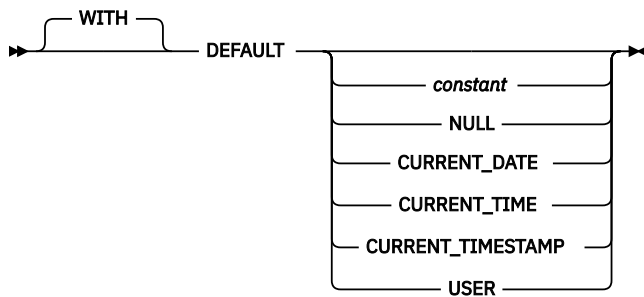 WITH
DEFAULT
constant
NULL
CURRENT_DATE
CURRENT_TIME
CURRENT_TIMESTAMP
USER